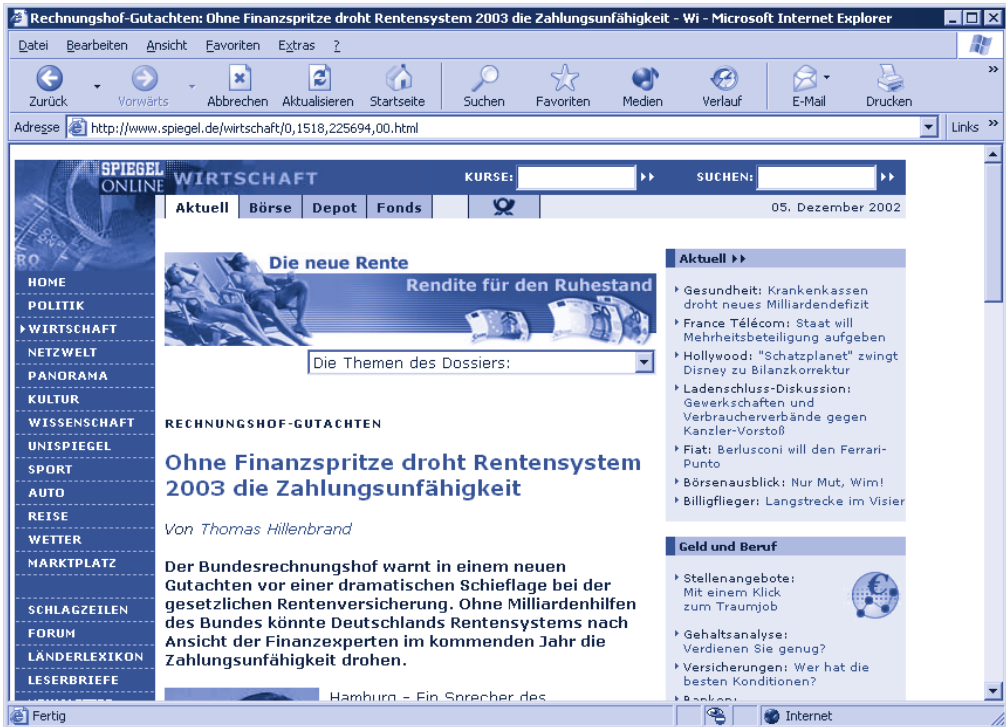 Rechnungshof-Gutachten: Ohne Finanzspritze droht Rentensystem 2003 die Zahlungsunfähigkeit - Wi - Microsoft Internet Explorer
Datei Bearbeiten Ansicht Favoriten Extras ?
Zurück Vorwärts Abbrechen Aktualisieren Startseite Suchen Favoriten Medien Verlauf E-Mail Drucken
Adresse http://www.spiegel.de/wirtschaft/0,1518,225694,00.html Links
SPIEGEL
ONLINE
WIRTSCHAFT
KURSE: SUCHEN:
Aktuell Börse Depot Fonds
05. Dezember 2002
HOME
POLITIK
WIRTSCHAFT
NETZWELT
PANORAMA
KULTUR
WISSENSCHAFT
UNISPIEGEL
SPORT
AUTO
REISE
WETTER
MARKTPLATZ
SCHLAGZEILEN
FORUM
LÄNDERLEXIKON
LESERBRIEFE
Die neue Rente
Rendite für den Ruhestand
Die Themen des Dossiers:
RECHNUNGSHOF-GUTACHTEN
Ohne Finanzspritze droht Rentensystem
2003 die Zahlungsunfähigkeit
Von Thomas Hillenbrand
Der Bundesrechnungshof warnt in einem neuen
Gutachten vor einer dramatischen Schieflage bei der
gesetzlichen Rentenversicherung. Ohne Milliardenhilfen
des Bundes könnte Deutschlands Rentensystems nach
Ansicht der Finanzexperten im kommenden Jahr die
Zahlungsunfähigkeit drohen.
Hamburg - Ein Sprecher des
Aktuell
Gesundheit: Krankenkassen
droht neues Milliardendefizit
France Télécom: Staat will
Mehrheitsbeteiligung aufgeben
Hollywood: "Schatzplanet" zwingt
Disney zu Bilanzkorrektur
Ladenschluss-Diskussion:
Gewerkschaften und
Verbraucherverbände gegen
Kanzler-Vorstoß
Fiat: Berlusconi will den Ferrari-
Punto
Börsenausblick: Nur Mut, Wim!
Billigflieger: Langstrecke im Visier
Geld und Beruf
Stellenangebote:
Mit einem Klick
zum Traumjob
Gehaltsanalyse:
Verdienen Sie genug?
Versicherungen: Wer hat die
besten Konditionen?
Banken:
Fertig
Internet